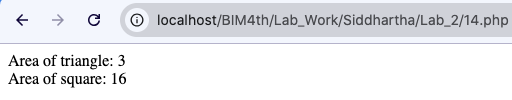 localhost/BIM4th/Lab_Work/Siddhartha/Lab_2/14.php
Area of triangle: 3
Area of square: 16